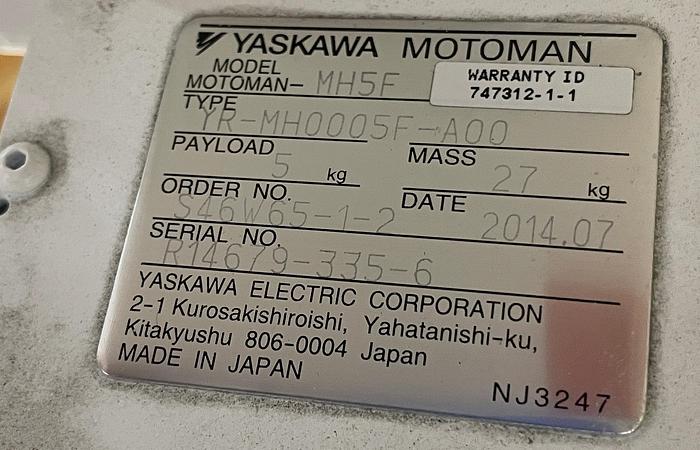 YASKAWA MOTOMAN
MODEL
MOTOMAN- MH5F
WARRANTY ID
747312-1-1
TYPE
YR-MH0005F-A00
PAYLOAD 5 kg
MASS 27 kg
ORDER NO. S46W65-1-2
DATE 2014.07
SERIAL NO.
R14679-335-6
YASKAWA ELECTRIC CORPORATION
2-1 Kurosakishiroishi, Yahatanishi-ku,
Kitakyushu 806-0004 Japan
MADE IN JAPAN
NJ3247